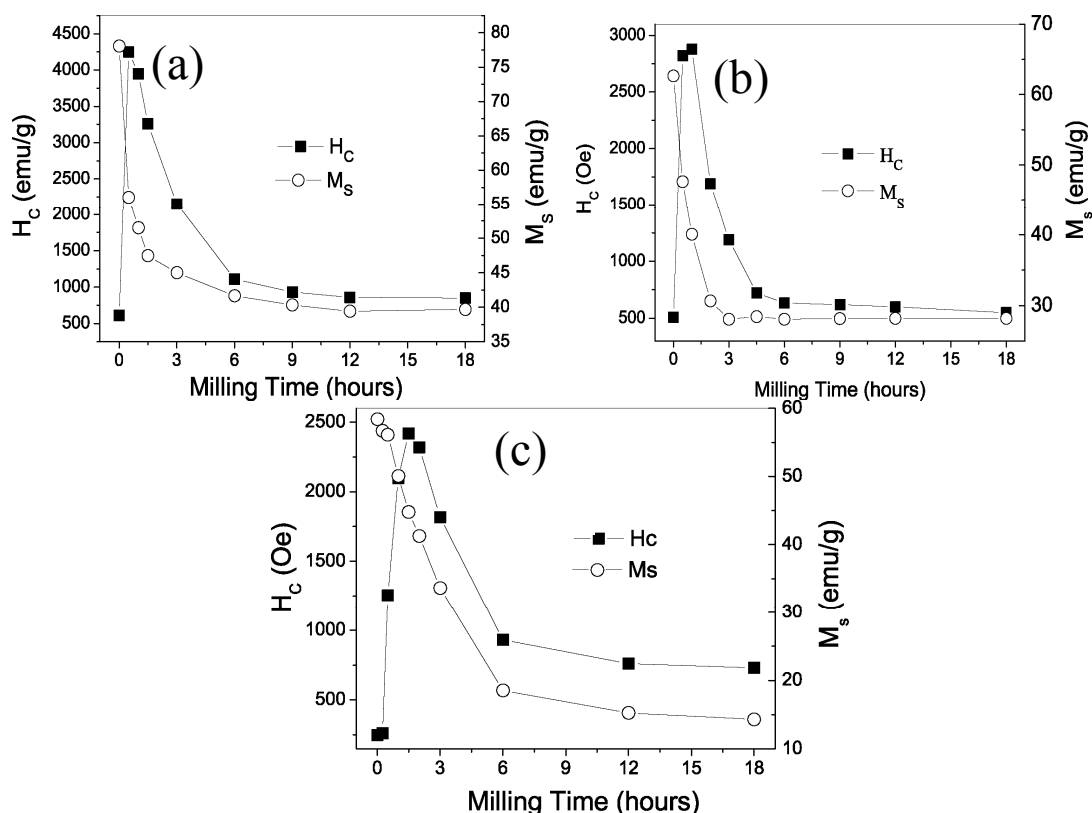 (a)
4500
4000
3500
3000
2500
2000
1500
1000
500
H_C (emu/g)
80
75
70
65
60
55
50
45
40
35
M_S (emu/g)
H_C
M_S
0 3 6 9 12 15 18
Milling Time (hours)
(b)
3000
2500
2000
1500
1000
500
H_C (Oe)
70
60
50
40
30
M_s (emu/g)
H_C
M_s
0 3 6 9 12 15 18
Milling Time (hours)
(c)
2500
2000
1500
1000
500
H_C (Oe)
60
50
40
30
20
10
M_s (emu/g)
Hc
Ms
0 3 6 9 12 15 18
Milling Time (hours)